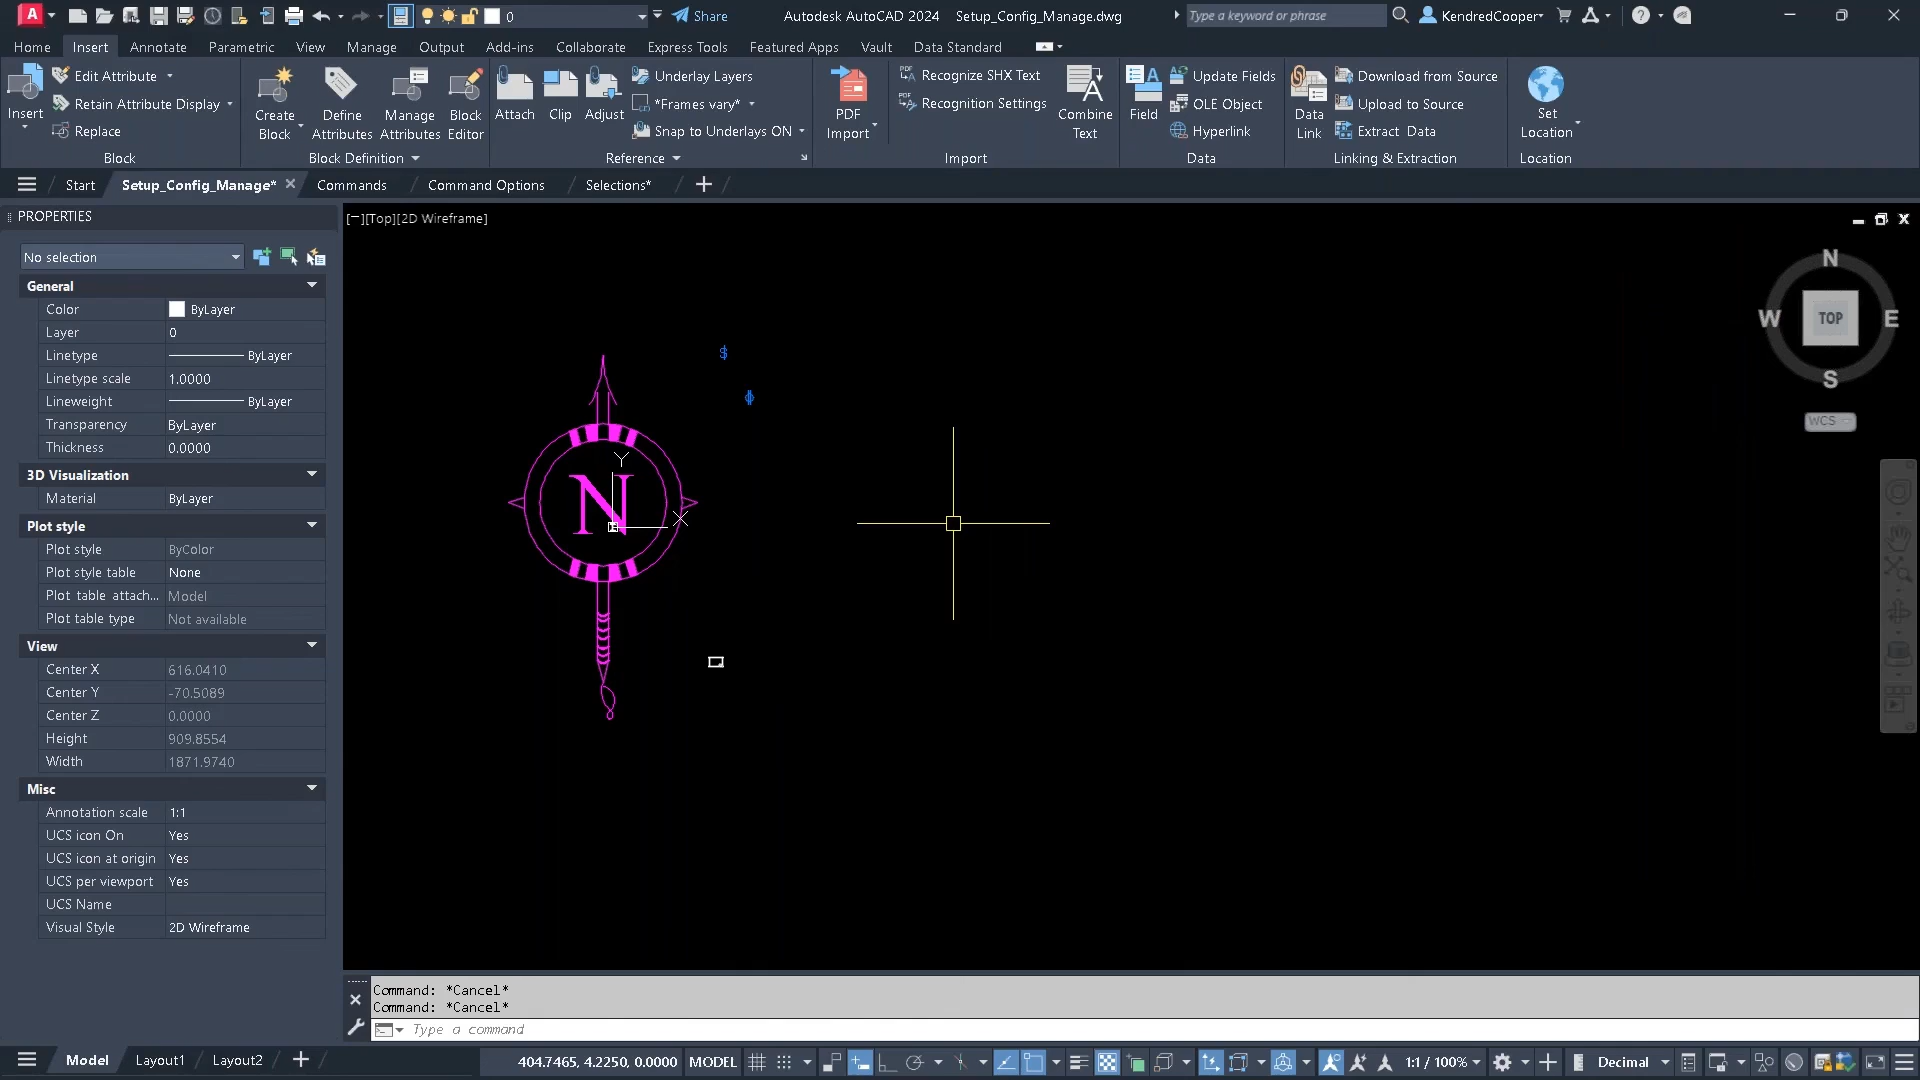 A 0 Share Autodesk AutoCAD 2024 Setup_Config_Manage.dwg Type a keyword or phrase KendredCooper
Home Insert Annotate Parametric View Manage Output Add-ins Collaborate Express Tools Featured Apps Vault Data Standard
Insert Edit Attribute Create Block Define Attributes Manage Attributes Block Editor Attach Clip Adjust Underlay Layers PDF Import Recognize SHX Text Combine Text Field Update Fields Data Link Download from Source Set Location
Retain Attribute Display *Frames vary* Recognition Settings OLE Object Upload to Source
Replace Snap to Underlays ON Hyperlink Extract Data
Block Block Definition Reference Import Data Linking & Extraction Location
Start Setup_Config_Manage* Commands Command Options Selections*
PROPERTIES
[−][Top][2D Wireframe]
No selection
General
Color ByLayer
Layer 0
Linetype ByLayer
Linetype scale 1.0000
Lineweight ByLayer
Transparency ByLayer
Thickness 0.0000
3D Visualization
Material ByLayer
Plot style
Plot style ByColor
Plot style table None
Plot table attach... Model
Plot table type Not available
View
Center X 616.0410
Center Y -70.5089
Center Z 0.0000
Height 909.8554
Width 1871.9740
Misc
Annotation scale 1:1
UCS icon On Yes
UCS icon at origin Yes
UCS per viewport Yes
UCS Name
Visual Style 2D Wireframe
$
Y
N
X
N
W TOP E
S
WCS
Command: *Cancel*
Command: *Cancel*
Type a command
Model Layout1 Layout2 404.7465, 4.2250, 0.0000 MODEL 1:1 / 100% Decimal